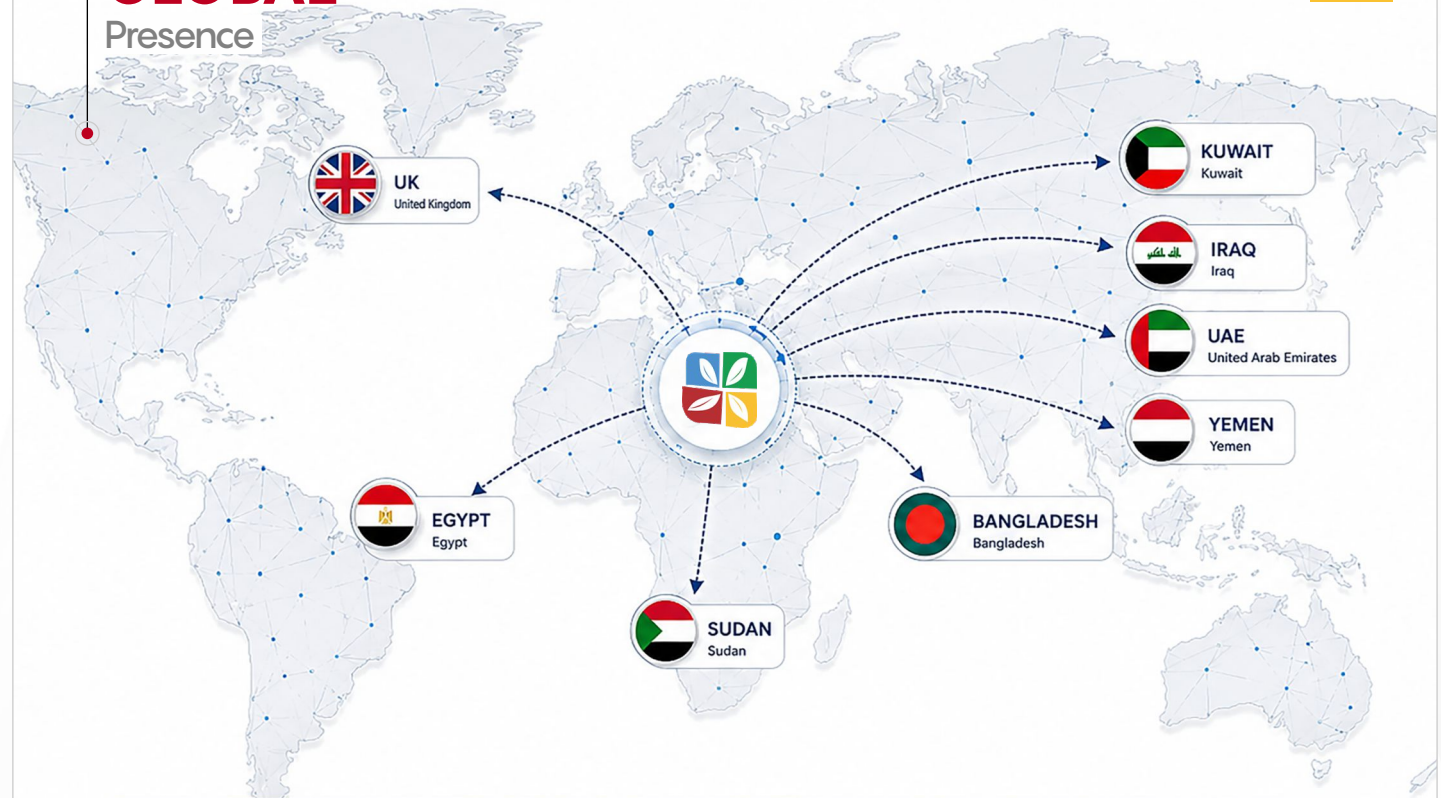 GLOBAL
Presence
UK
United Kingdom
KUWAIT
Kuwait
IRAQ
Iraq
UAE
United Arab Emirates
YEMEN
Yemen
EGYPT
Egypt
BANGLADESH
Bangladesh
SUDAN
Sudan